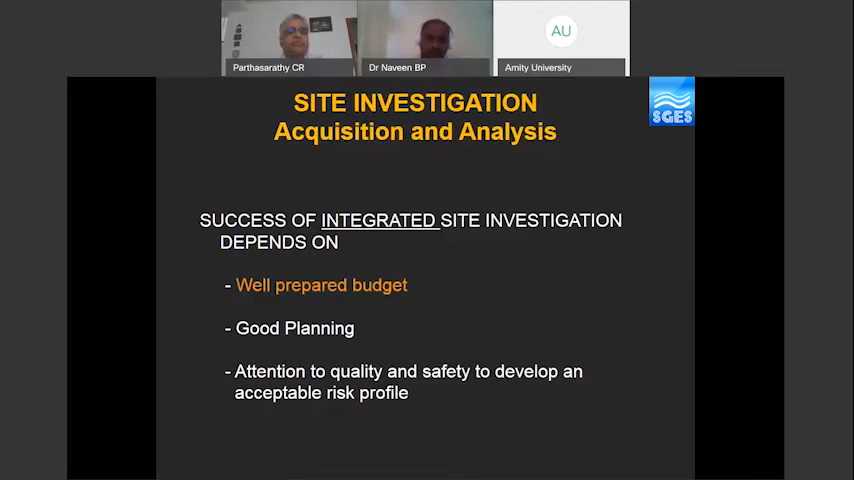 AU
Parthasarathy CR
Dr Naveen BP
Amity University
SITE INVESTIGATION
Acquisition and Analysis
SGES
SUCCESS OF INTEGRATED SITE INVESTIGATION
DEPENDS ON
- Well prepared budget
- Good Planning
- Attention to quality and safety to develop an
acceptable risk profile